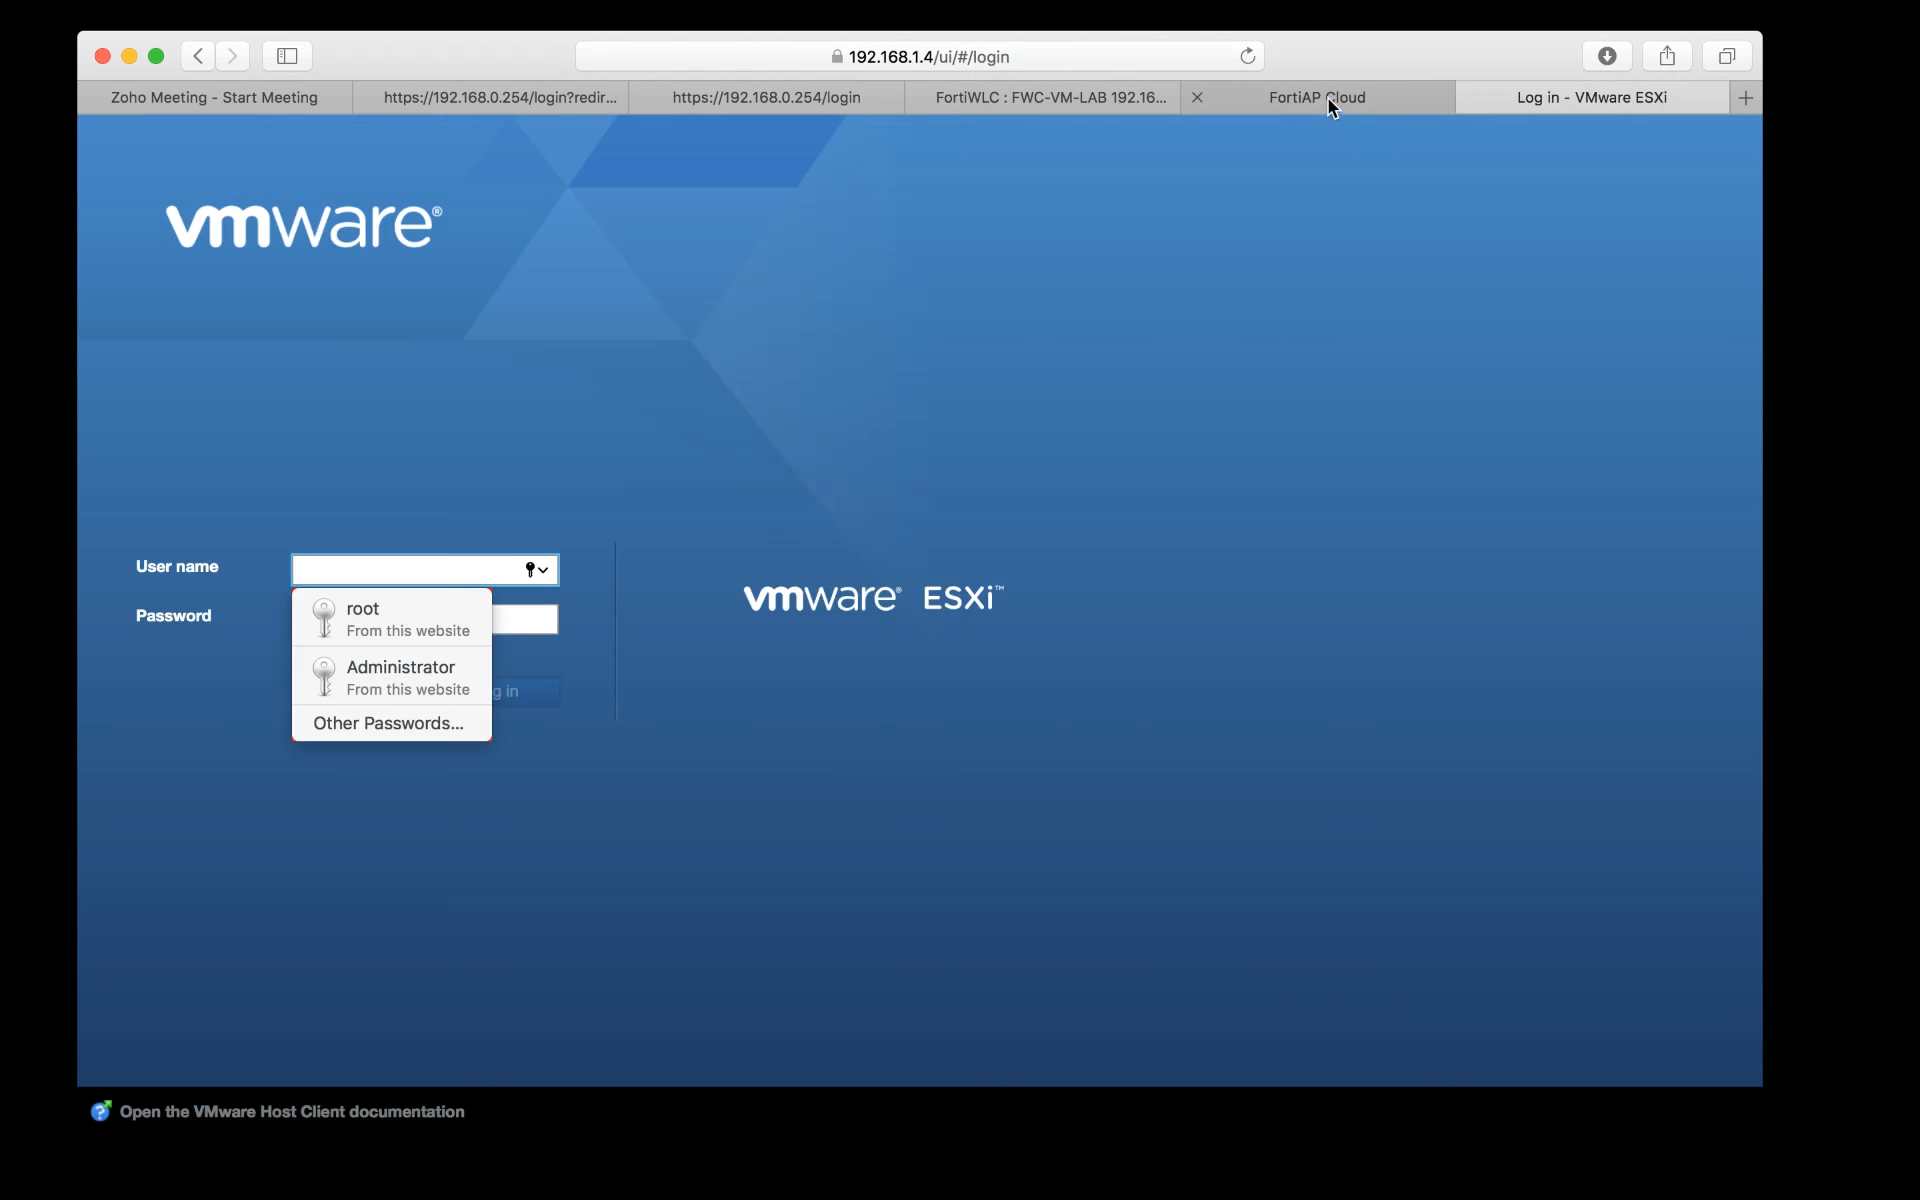 192.168.1.4/ui/#/login
Zoho Meeting - Start Meeting
https://192.168.0.254/login?redir...
https://192.168.0.254/login
FortiWLC : FWC-VM-LAB 192.16...
FortiAP Cloud
Log in - VMware ESXi
vmware®
User name
Password
root
From this website
Administrator
From this website
g in
Other Passwords...
vmware® ESXi™
Open the VMware Host Client documentation